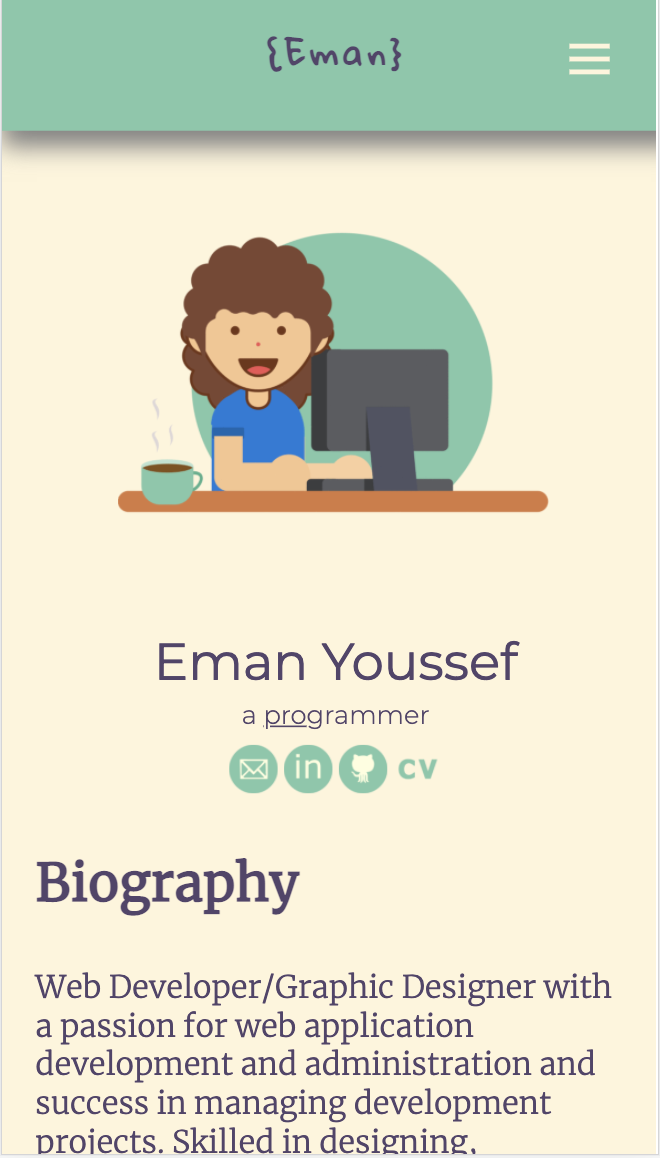 {Eman}
Eman Youssef
a programmer
in cv
Biography
Web Developer/Graphic Designer with
a passion for web application
development and administration and
success in managing development
projects. Skilled in designing,